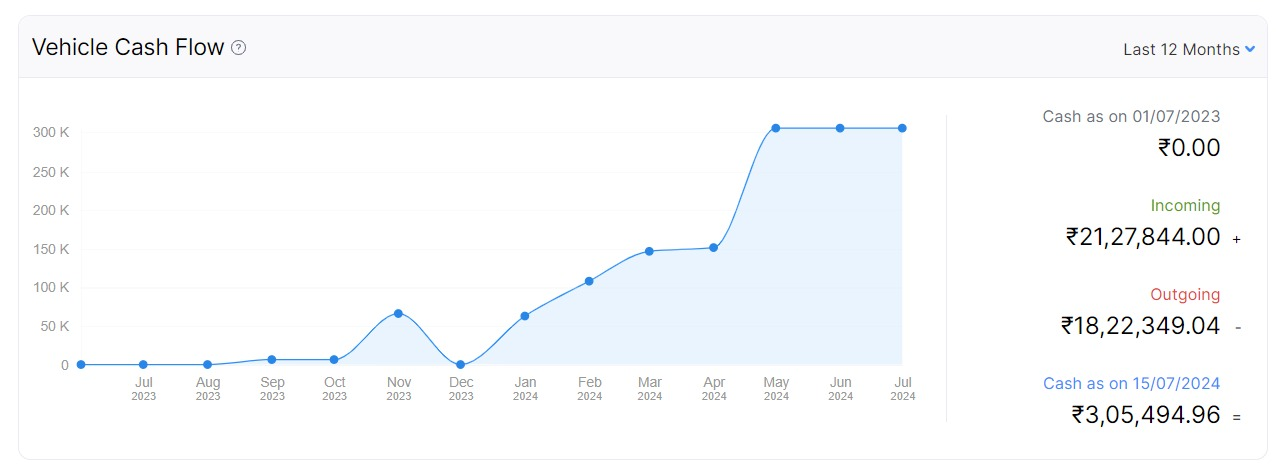 Vehicle Cash Flow ?
Last 12 Months
300 K
250 K
200 K
150 K
100 K
50 K
0
Jul 2023
Aug 2023
Sep 2023
Oct 2023
Nov 2023
Dec 2023
Jan 2024
Feb 2024
Mar 2024
Apr 2024
May 2024
Jun 2024
Jul 2024
Cash as on 01/07/2023
₹0.00
Incoming
₹21,27,844.00 +
Outgoing
₹18,22,349.04 -
Cash as on 15/07/2024
₹3,05,494.96 =